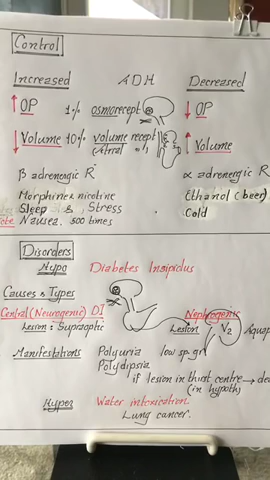 Control
Increased ADH Decreased
↑ OP 1% osmorecept ↓ OP
↓ Volume 10% volume recept ↑ Volume
(Atrial
β adrenergic R α adrenergic R
Morphine & nicotine Ethanol (beer)
Sleep & Stress Cold
Nausea 500 times
Disorders
Hypo Diabetes Insipidus
Causes & Types
Central (Neurogenic) DI Nephrogenic
Lesion: Supraoptic Lesion V2 Aquap
Manifestations Polyuria low sp.gr
Polydipsia
if lesion in thirst centre → de
(in hypoth)
Hyper Water intoxication
Lung cancer.